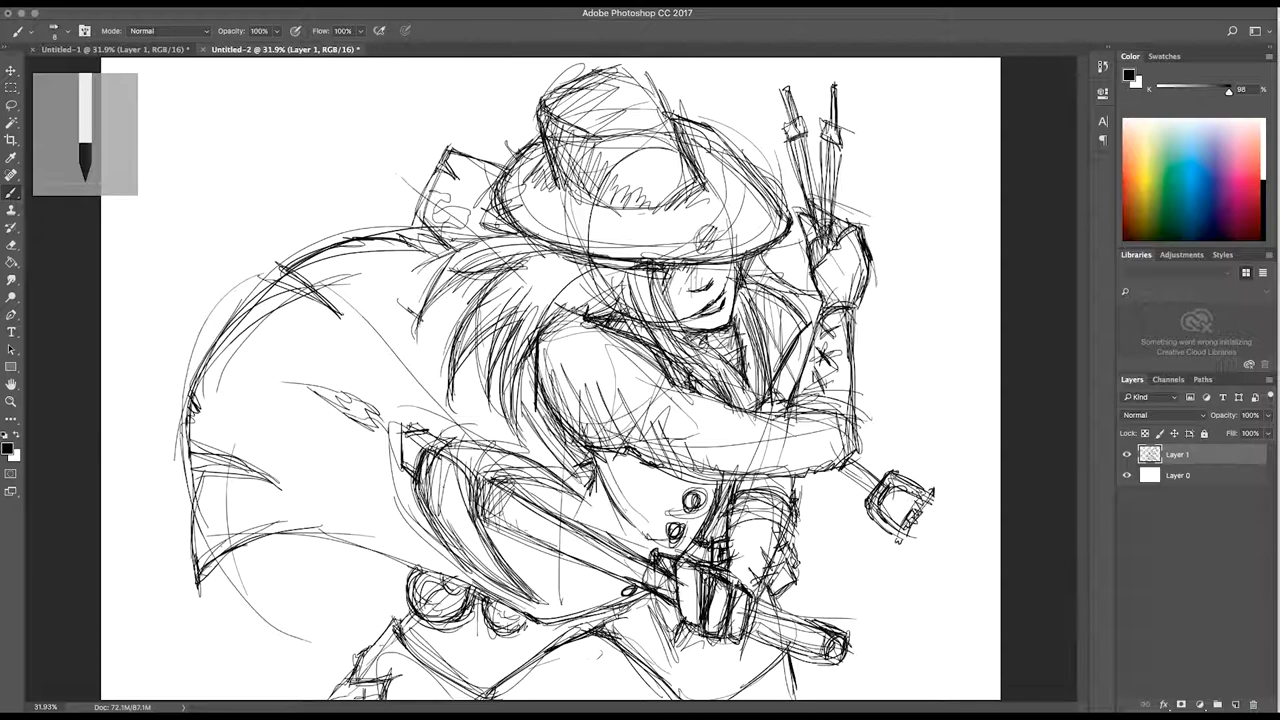 Adobe Photoshop CC 2017
6 Mode: Normal Opacity: 100% Flow: 100%
Untitled-1 @ 31.9% (Layer 1, RGB/16) * Untitled-2 @ 31.9% (Layer 1, RGB/16) *
Color Swatches
K 98 %
Libraries Adjustments Styles
Something went wrong initializing
Creative Cloud Libraries
Layers Channels Paths
Kind
Normal Opacity: 100%
Lock: Fill: 100%
Layer 1
Layer 0
31.93% Doc: 72.1M/87.1M